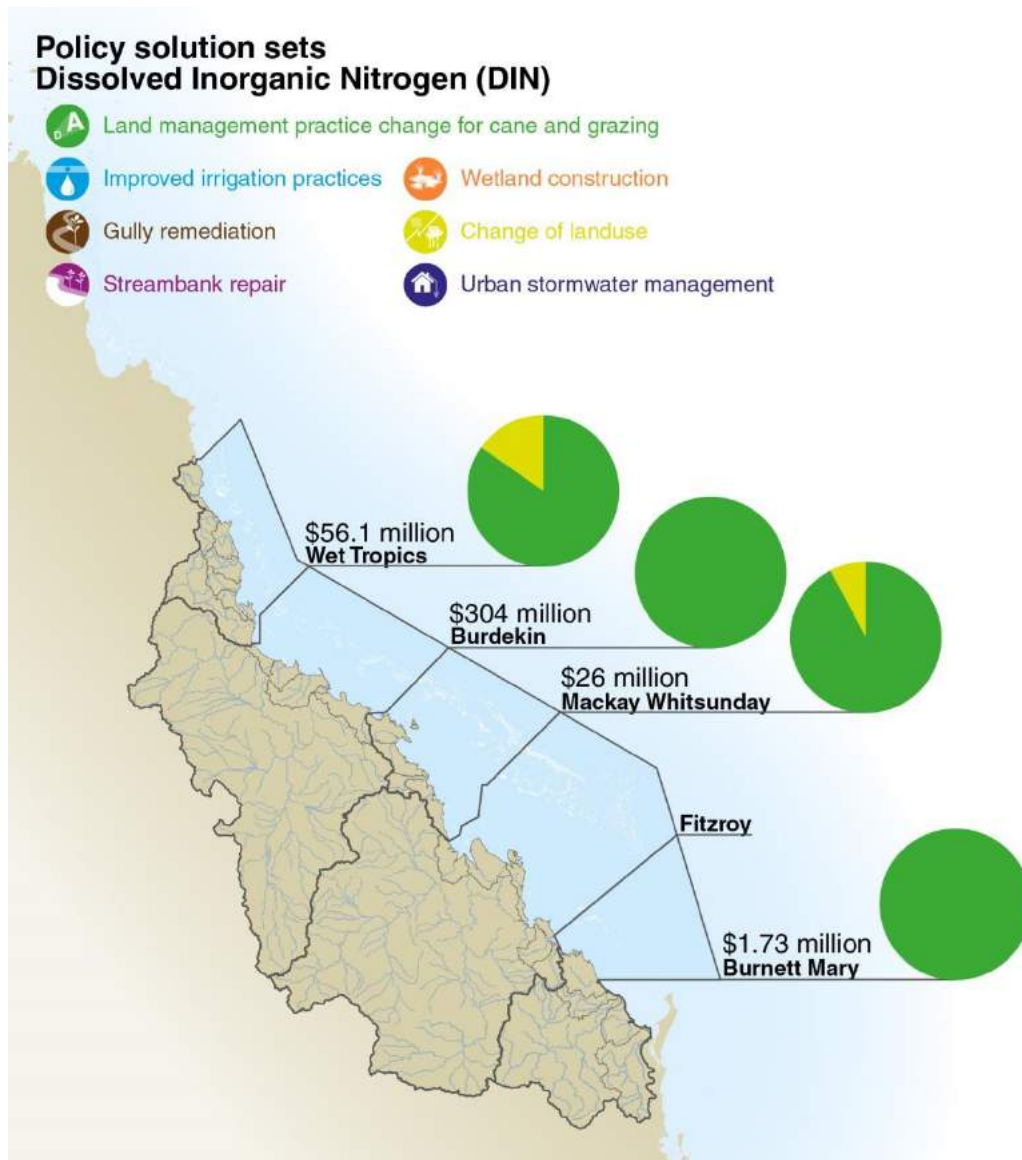 Policy solution sets
Dissolved Inorganic Nitrogen (DIN)
D A Land management practice change for cane and grazing
Improved irrigation practices
Wetland construction
Gully remediation
Change of landuse
Streambank repair
Urban stormwater management
$56.1 million
Wet Tropics
$304 million
Burdekin
$26 million
Mackay Whitsunday
Fitzroy
$1.73 million
Burnett Mary